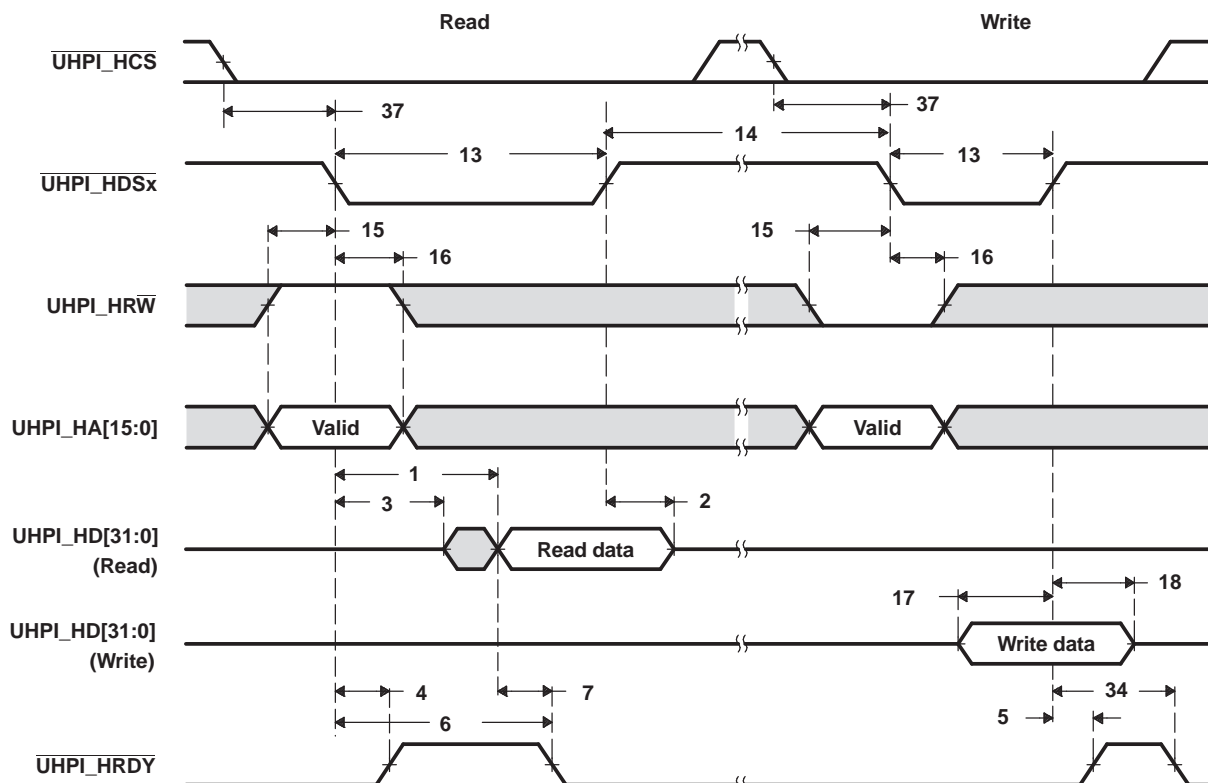 Read Write
UHPI_HCS
37 37
14
13 13
UHPI_HDSx
15 15
16 16
UHPI_HRW
UHPI_HA[15:0] Valid Valid
1
3 2
UHPI_HD[31:0]
(Read)
Read data
17 18
UHPI_HD[31:0]
(Write)
Write data
4 7 34
6 5
UHPI_HRDY